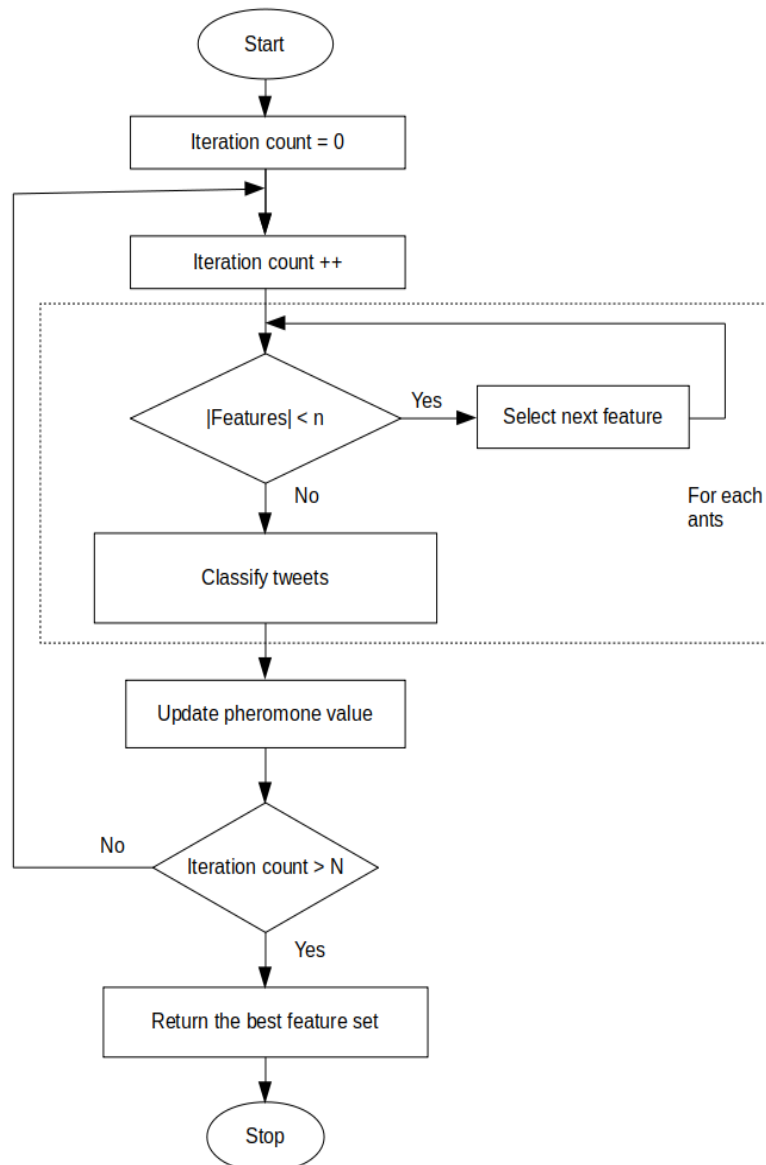 Start
Iteration count = 0
Iteration count ++
|Features| < n
Yes
Select next feature
No
For each
ants
Classify tweets
Update pheromone value
No
Iteration count > N
Yes
Return the best feature set
Stop